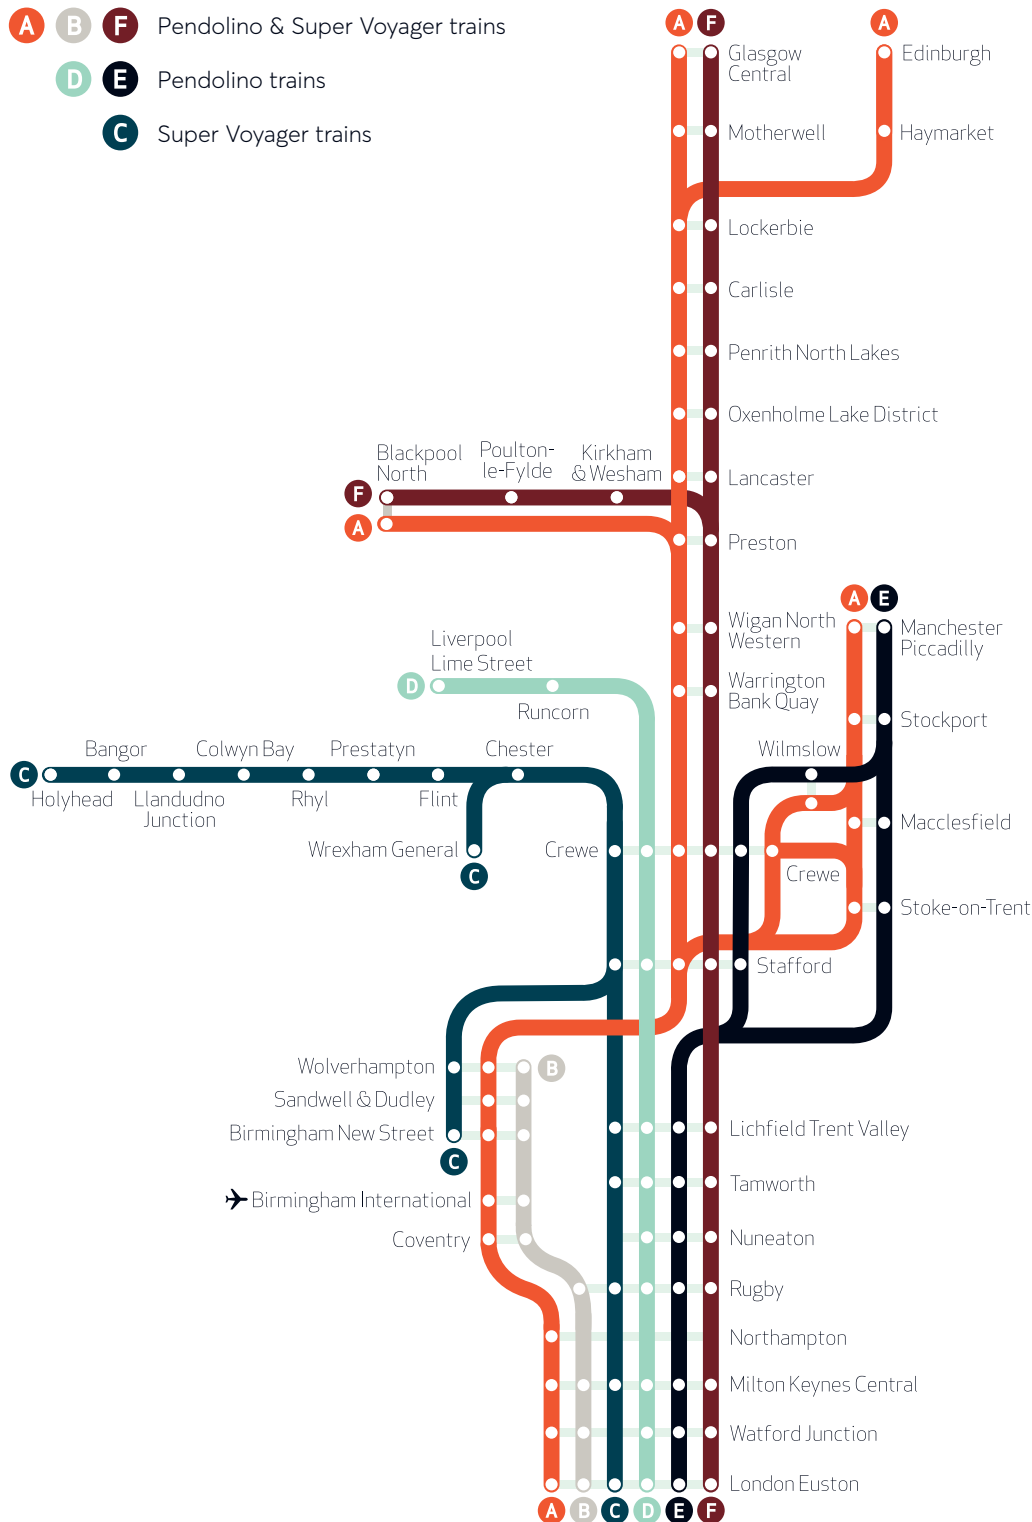 A B F Pendolino & Super Voyager trains
D E Pendolino trains
C Super Voyager trains
A F A
Glasgow
Central
Edinburgh
Motherwell
Haymarket
Lockerbie
Carlisle
Penrith North Lakes
Oxenholme Lake District
Blackpool
North
Poulton-
le-Fylde
Kirkham
& Wesham
Lancaster
F
A
Preston
A E
Wigan North
Western
Manchester
Piccadilly
Liverpool
Lime Street
D
Runcorn
Warrington
Bank Quay
Stockport
Bangor
Colwyn Bay
Prestatyn
Chester
Wilmslow
C
Holyhead
Llandudno
Junction
Rhyl
Flint
Macclesfield
Wrexham General
C
Crewe
Crewe
Stoke-on-Trent
Stafford
Wolverhampton
B
Sandwell & Dudley
Birmingham New Street
C
Lichfield Trent Valley
Tamworth
Birmingham International
Coventry
Nuneaton
Rugby
Northampton
Milton Keynes Central
Watford Junction
London Euston
A B C D E F